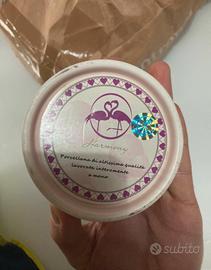 Harmony
Porcellana di altissima qualità
lavorata interamente
a mano
subito